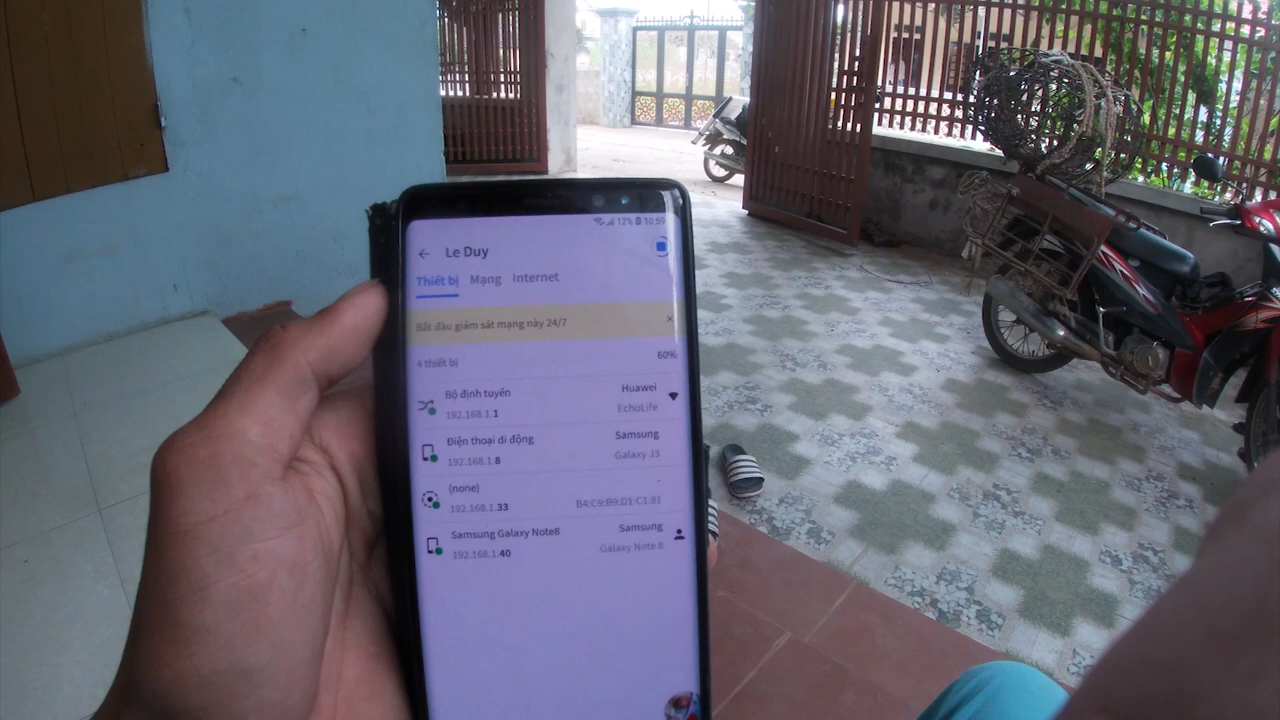 12% 10:59
← Le Duy
Thiết bị Mạng Internet
Bắt đầu giám sát mạng này 24/7 ×
4 thiết bị 60%
Bộ định tuyến Huawei
192.168.1.1 EchoLife
Điện thoại di động Samsung
192.168.1.8 Galaxy J3
(none) -
192.168.1.33 B4:C9:B9:D1:C1:81
Samsung Galaxy Note8 Samsung
192.168.1.40 Galaxy Note 8